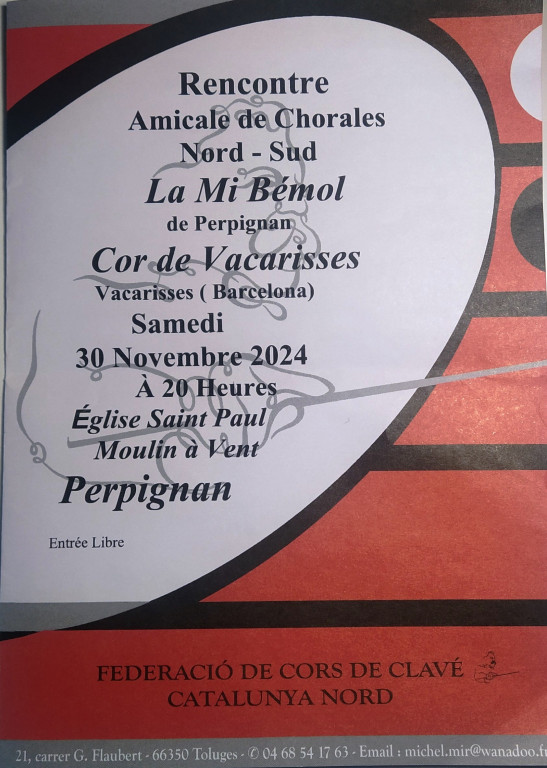 Rencontre
Amicale de Chorales
Nord - Sud
La Mi Bémol
de Perpignan
Cor de Vacarisses
Vacarisses ( Barcelona)
Samedi
30 Novembre 2024
À 20 Heures
Église Saint Paul
Moulin à Vent
Perpignan
Entrée Libre
FEDERACIÓ DE CORS DE CLAVÉ
CATALUNYA NORD
21, carrer G. Flaubert - 66350 Toluges - ✆ 04 68 54 17 63 - Email : michel.mir@wanadoo.fr